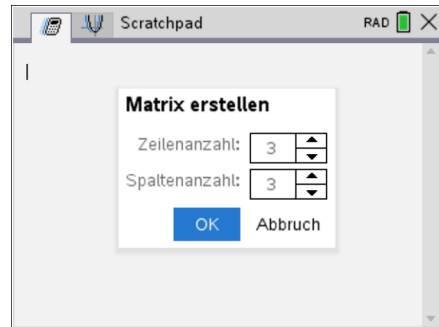 Scratchpad RAD
Matrix erstellen
Zeilenanzahl: 3
Spaltenanzahl: 3
OK Abbruch